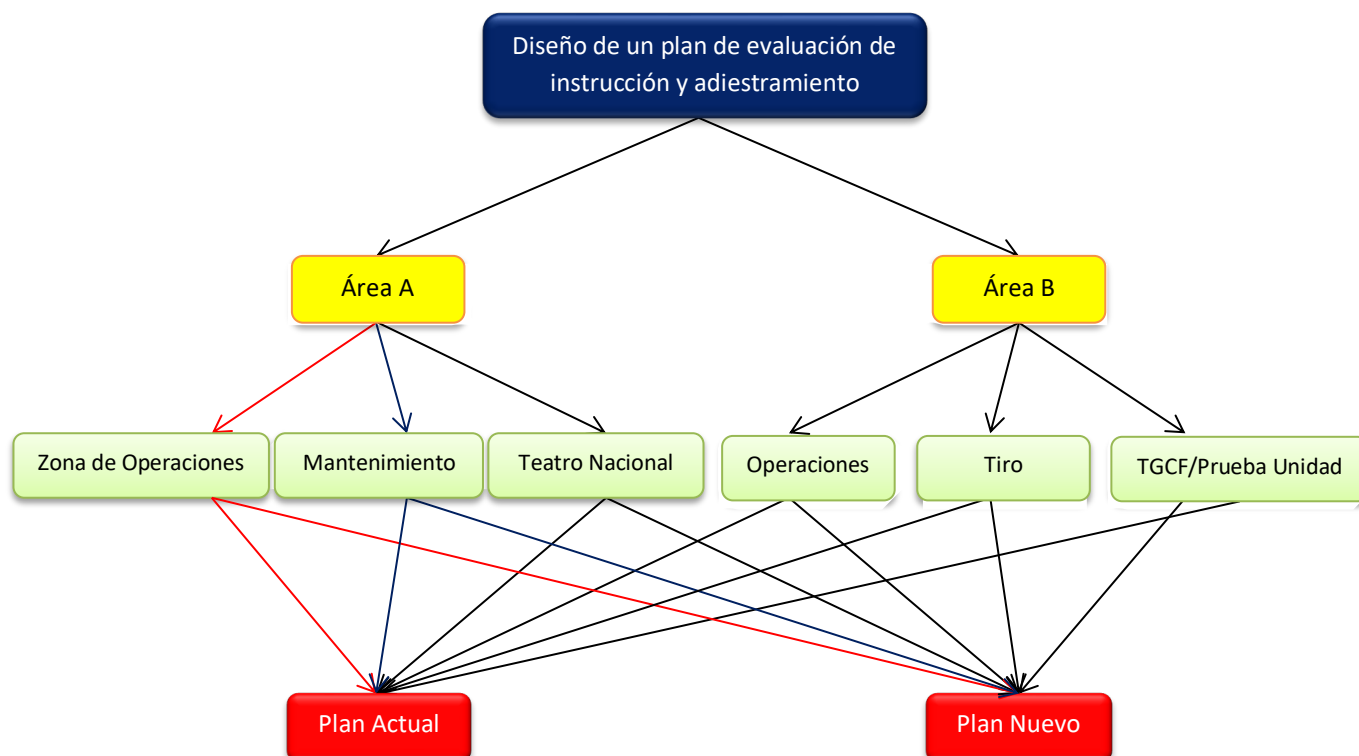 Diseño de un plan de evaluación de
instrucción y adiestramiento
Área A
Área B
Zona de Operaciones
Mantenimiento
Teatro Nacional
Operaciones
Tiro
TGCF/Prueba Unidad
Plan Actual
Plan Nuevo